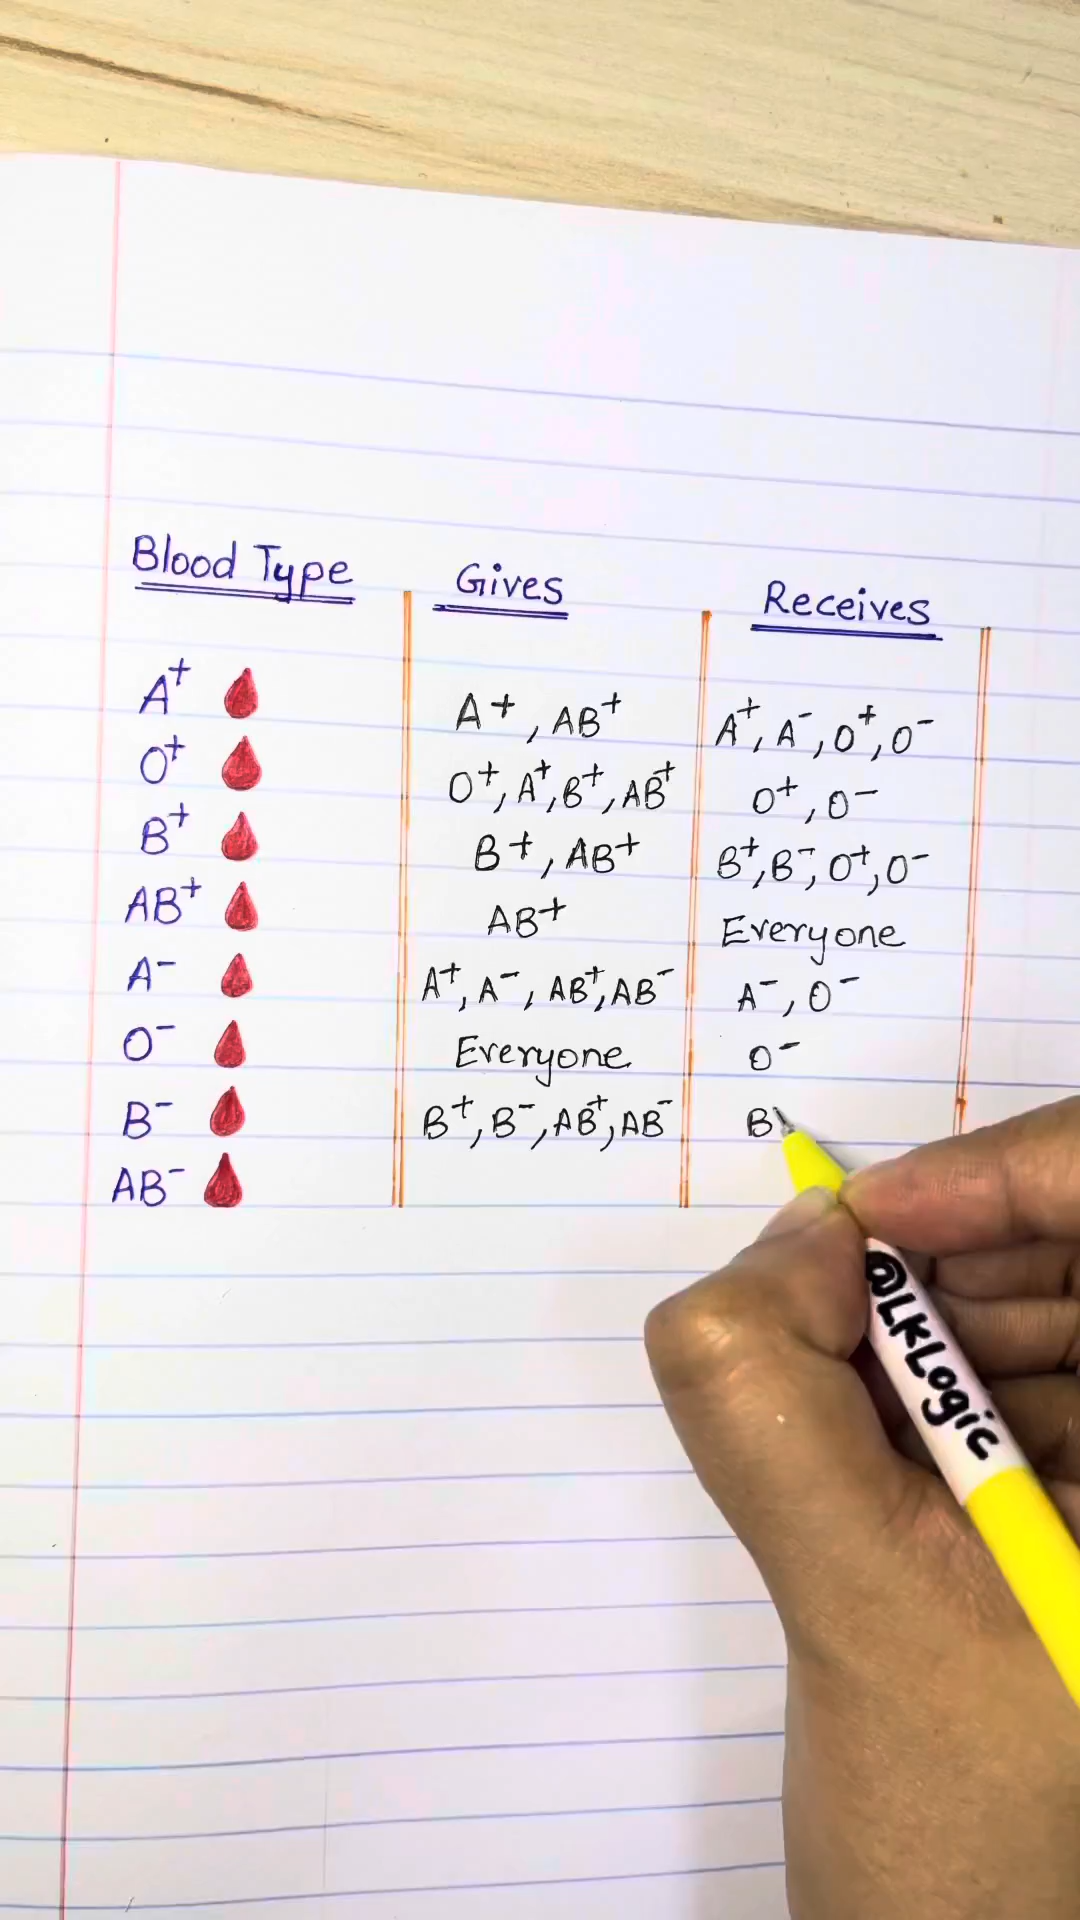 Blood Type Gives Receives
A⁺ A⁺, AB⁺ A⁺, A⁻, O⁺, O⁻
O⁺ O⁺, A⁺, B⁺, AB⁺ O⁺, O⁻
B⁺ B⁺, AB⁺ B⁺, B⁻, O⁺, O⁻
AB⁺ AB⁺ Everyone
A⁻ A⁺, A⁻, AB⁺, AB⁻ A⁻, O⁻
O⁻ Everyone O⁻
B⁻ B⁺, B⁻, AB⁺, AB⁻ B
AB⁻
@LKLogic